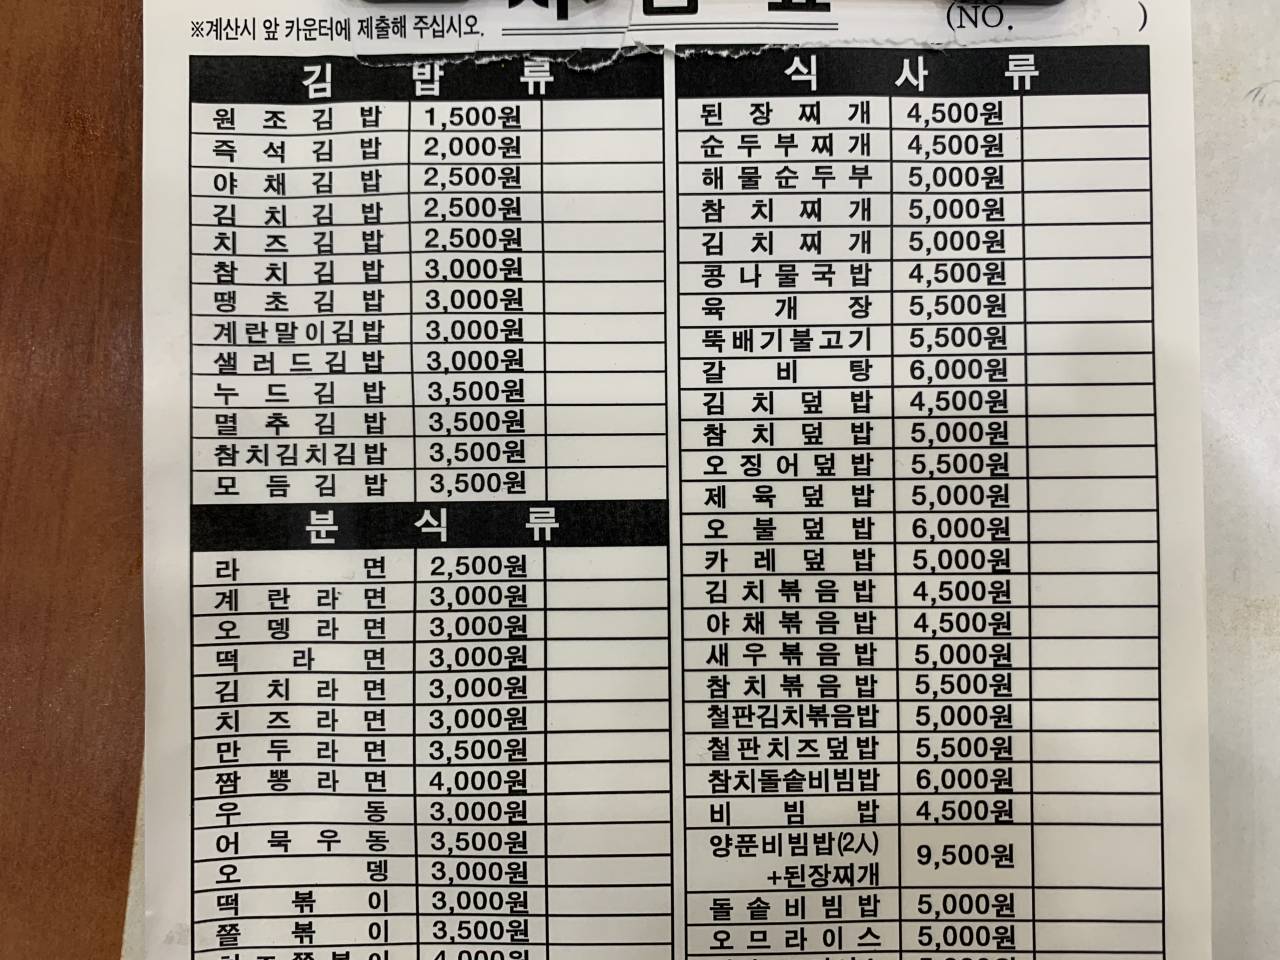 ※계산시 앞 카운터에 제출해 주십시오.
(NO. )
김 밥 류
원조김밥 1,500원
즉석김밥 2,000원
야채김밥 2,500원
김치김밥 2,500원
치즈김밥 2,500원
참치김밥 3,000원
땡초김밥 3,000원
계란말이김밥 3,000원
샐러드김밥 3,000원
누드김밥 3,500원
멸추김밥 3,500원
참치김치김밥 3,500원
모듬김밥 3,500원
분 식 류
라면 2,500원
계란라면 3,000원
오뎅라면 3,000원
떡라면 3,000원
김치라면 3,000원
치즈라면 3,000원
만두라면 3,500원
짬뽕라면 4,000원
우동 3,000원
어묵우동 3,500원
오뎅 3,000원
떡볶이 3,000원
쫄볶이 3,500원
4,000원
식 사 류
된장찌개 4,500원
순두부찌개 4,500원
해물순두부 5,000원
참치찌개 5,000원
김치찌개 5,000원
콩나물국밥 4,500원
육개장 5,500원
뚝배기불고기 5,500원
갈비탕 6,000원
김치덮밥 4,500원
참치덮밥 5,000원
오징어덮밥 5,500원
제육덮밥 5,000원
오불덮밥 6,000원
카레덮밥 5,000원
김치볶음밥 4,500원
야채볶음밥 4,500원
새우볶음밥 5,000원
참치볶음밥 5,500원
철판김치볶음밥 5,000원
철판치즈덮밥 5,500원
참치돌솥비빔밥 6,000원
비빔밥 4,500원
양푼비빔밥(2人)
+된장찌개 9,500원
돌솥비빔밥 5,000원
오므라이스 5,000원